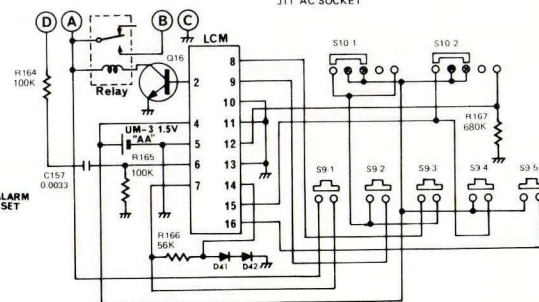 J11 AC SOCKET
D
A
B
C
LCM
Q16
Relay
R164
100K
S10 1
S10 2
8
9
10
11
12
13
14
15
16
2
4
5
6
7
UM-3 1.5V
"AA"
R165
100K
R167
680K
C157
0.0033
ALARM
SET
S9-1
S9-2
S9-3
S9-4
S9-5
R166
56K
D41
D42